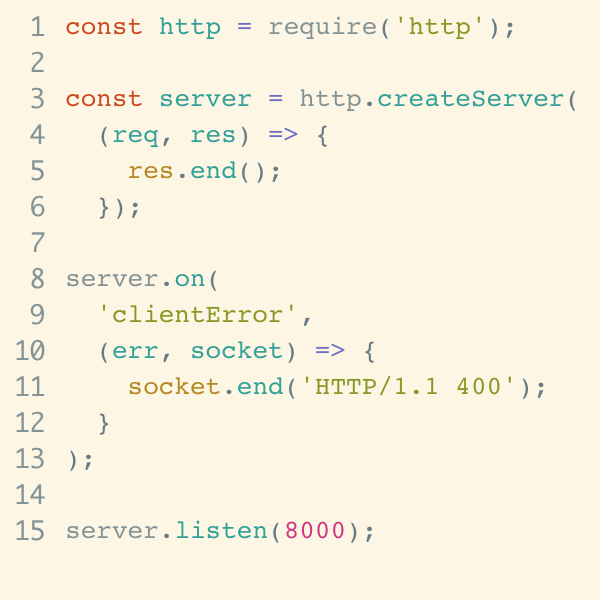 1 const http = require('http');
2
3 const server = http.createServer(
4   (req, res) => {
5     res.end();
6   });
7
8 server.on(
9   'clientError',
10   (err, socket) => {
11     socket.end('HTTP/1.1 400');
12   }
13 );
14
15 server.listen(8000);